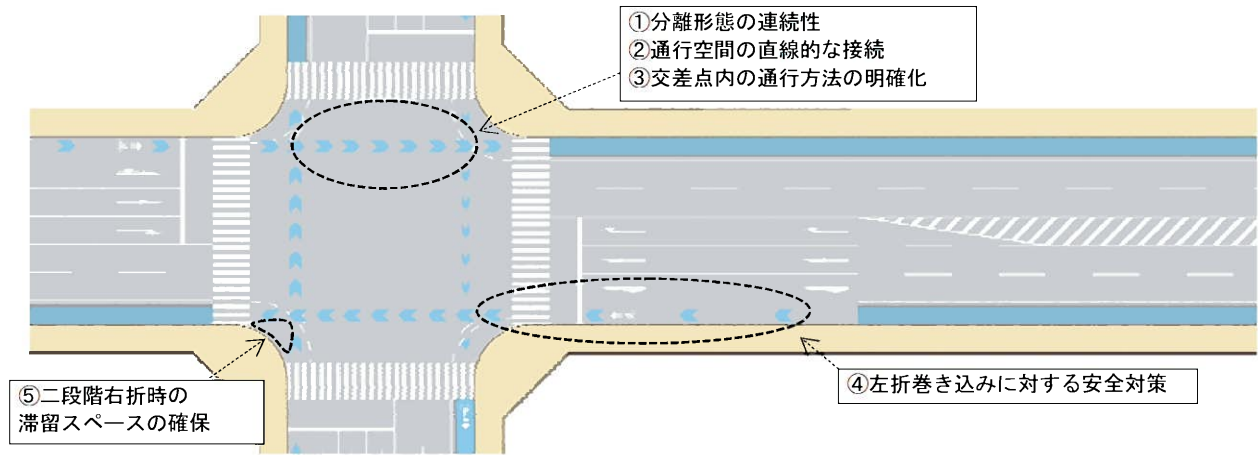 ①分離形態の連続性
②通行空間の直線的な接続
③交差点内の通行方法の明確化
④左折巻き込みに対する安全対策
⑤二段階右折時の
滞留スペースの確保